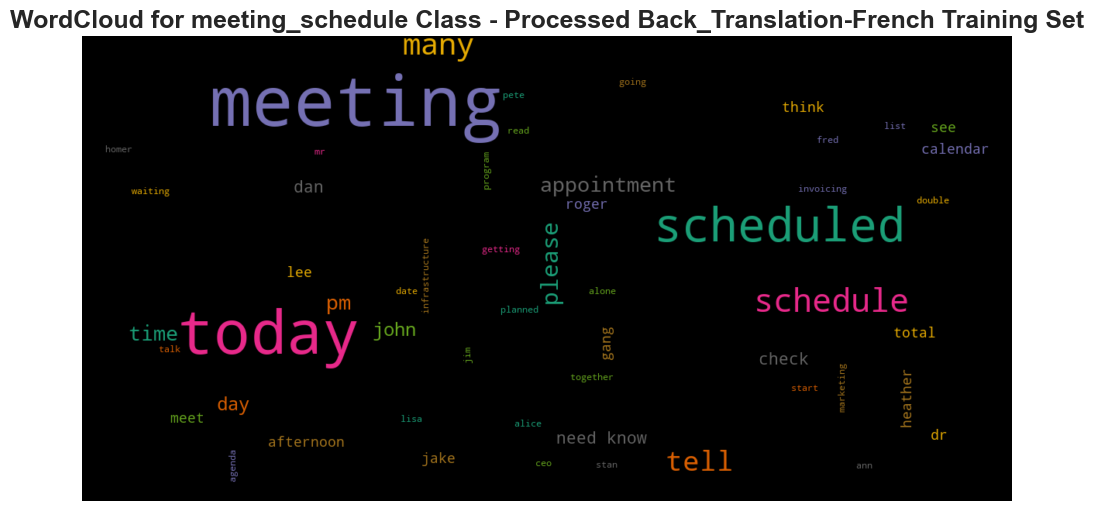 WordCloud for meeting_schedule Class - Processed Back_Translation-French Training Set
many
meeting
going
pete
think
list
see
read
fred
calendar
homer
mr
program
dan
appointment
waiting
invoicing
roger
double
scheduled
please
getting
infrastructure
lee
date
alone
pm
schedule
planned
today
time
john
total
gang
talk
jim
check
together
start
marketing
heather
day
meet
lisa
alice
dr
afternoon
need know
jake
tell
agenda
ceo
stan
ann